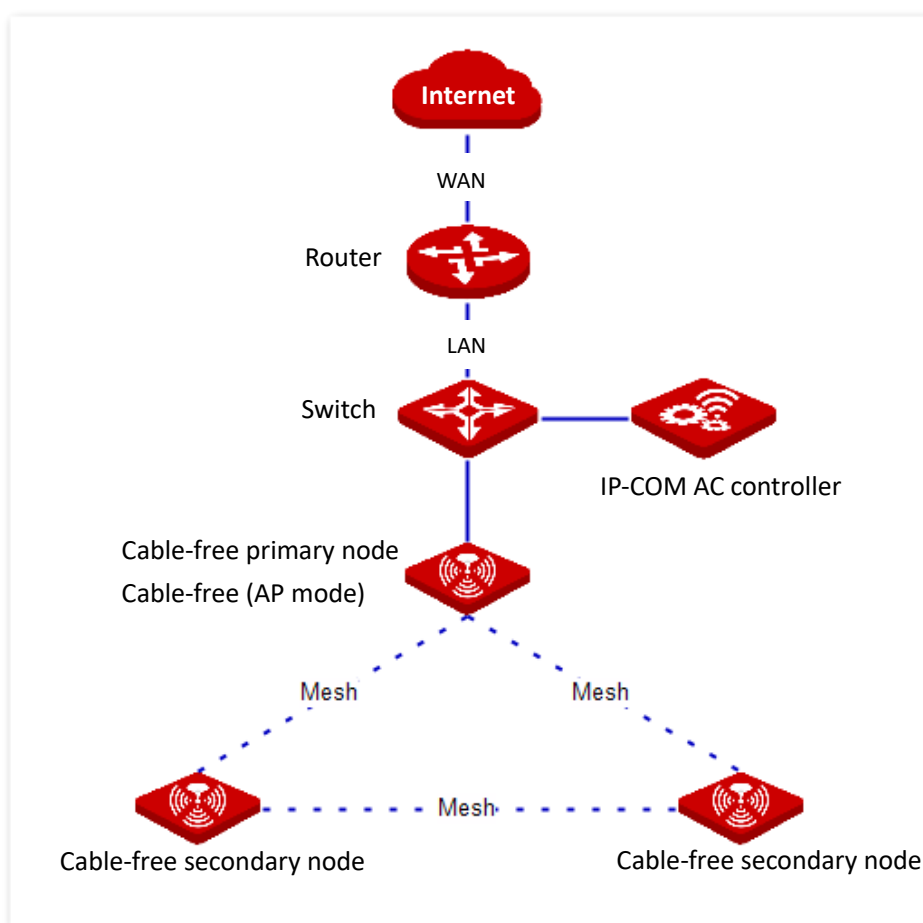 Internet
WAN
Router
LAN
Switch
IP-COM AC controller
Cable-free primary node
Cable-free (AP mode)
Mesh
Mesh
Mesh
Cable-free secondary node
Cable-free secondary node